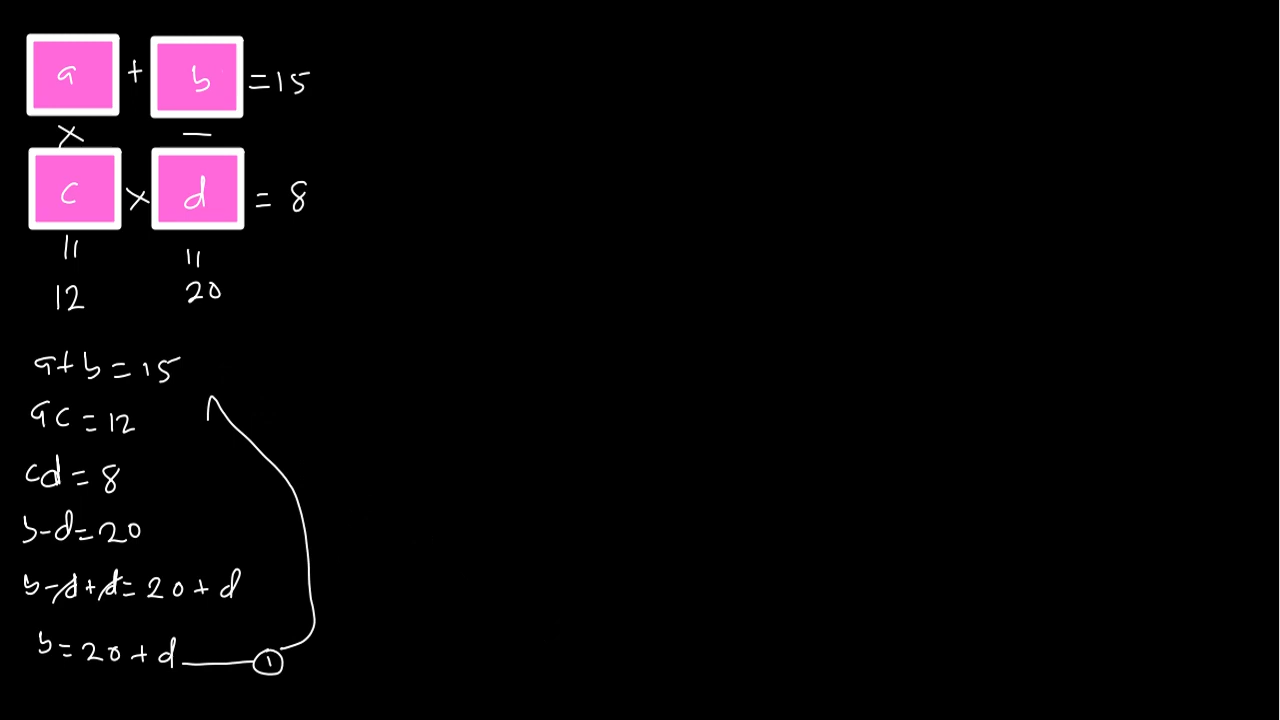 a + b = 15
× −
c × d = 8
= =
12 20
a+b=15
ac=12
cd=8
b-d=20
b-d+d=20+d
b=20+d 1